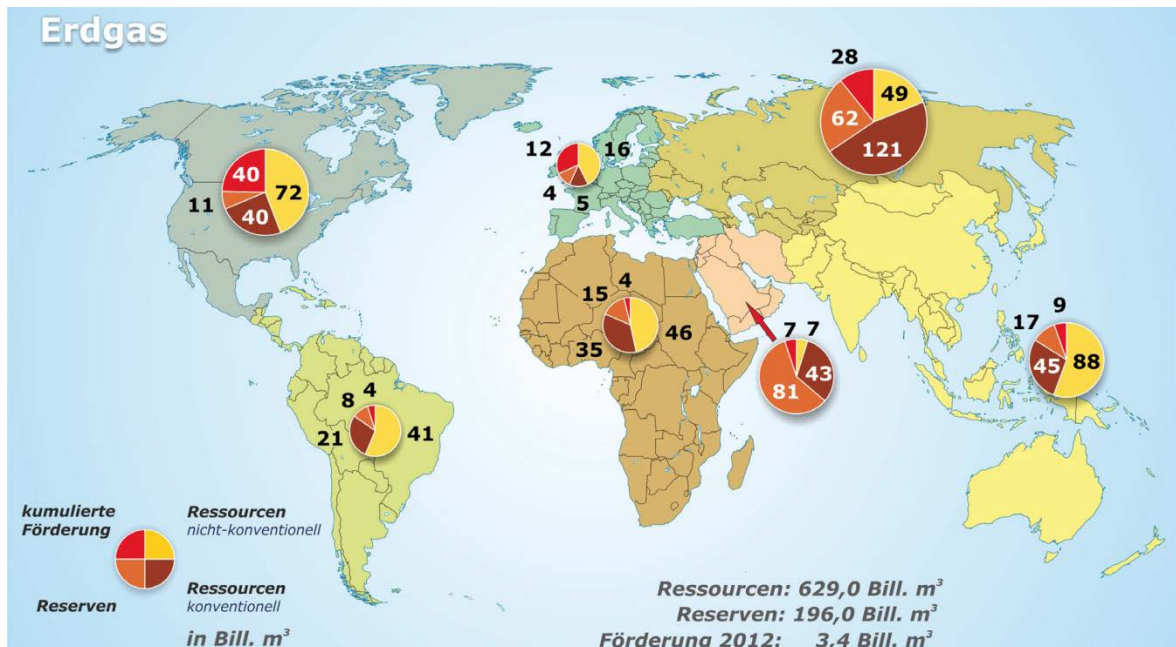 Erdgas
28
49
62
121
12
16
4
5
40
72
11
40
4
15
46
35
7
7
43
81
9
17
88
45
4
8
21
41
kumulierte
Förderung
Ressourcen
nicht-konventionell
Reserven
Ressourcen
konventionell
in Bill. m³
Ressourcen: 629,0 Bill. m³
Reserven: 196,0 Bill. m³
Förderung 2012: 3,4 Bill. m³